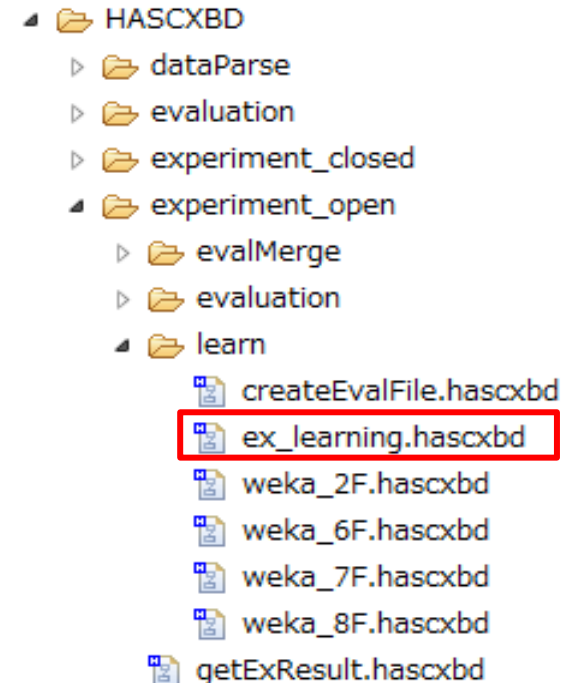 HASCXBD
dataParse
evaluation
experiment_closed
experiment_open
evalMerge
evaluation
learn
createEvalFile.hascxbd
ex_learning.hascxbd
weka_2F.hascxbd
weka_6F.hascxbd
weka_7F.hascxbd
weka_8F.hascxbd
getExResult.hascxbd